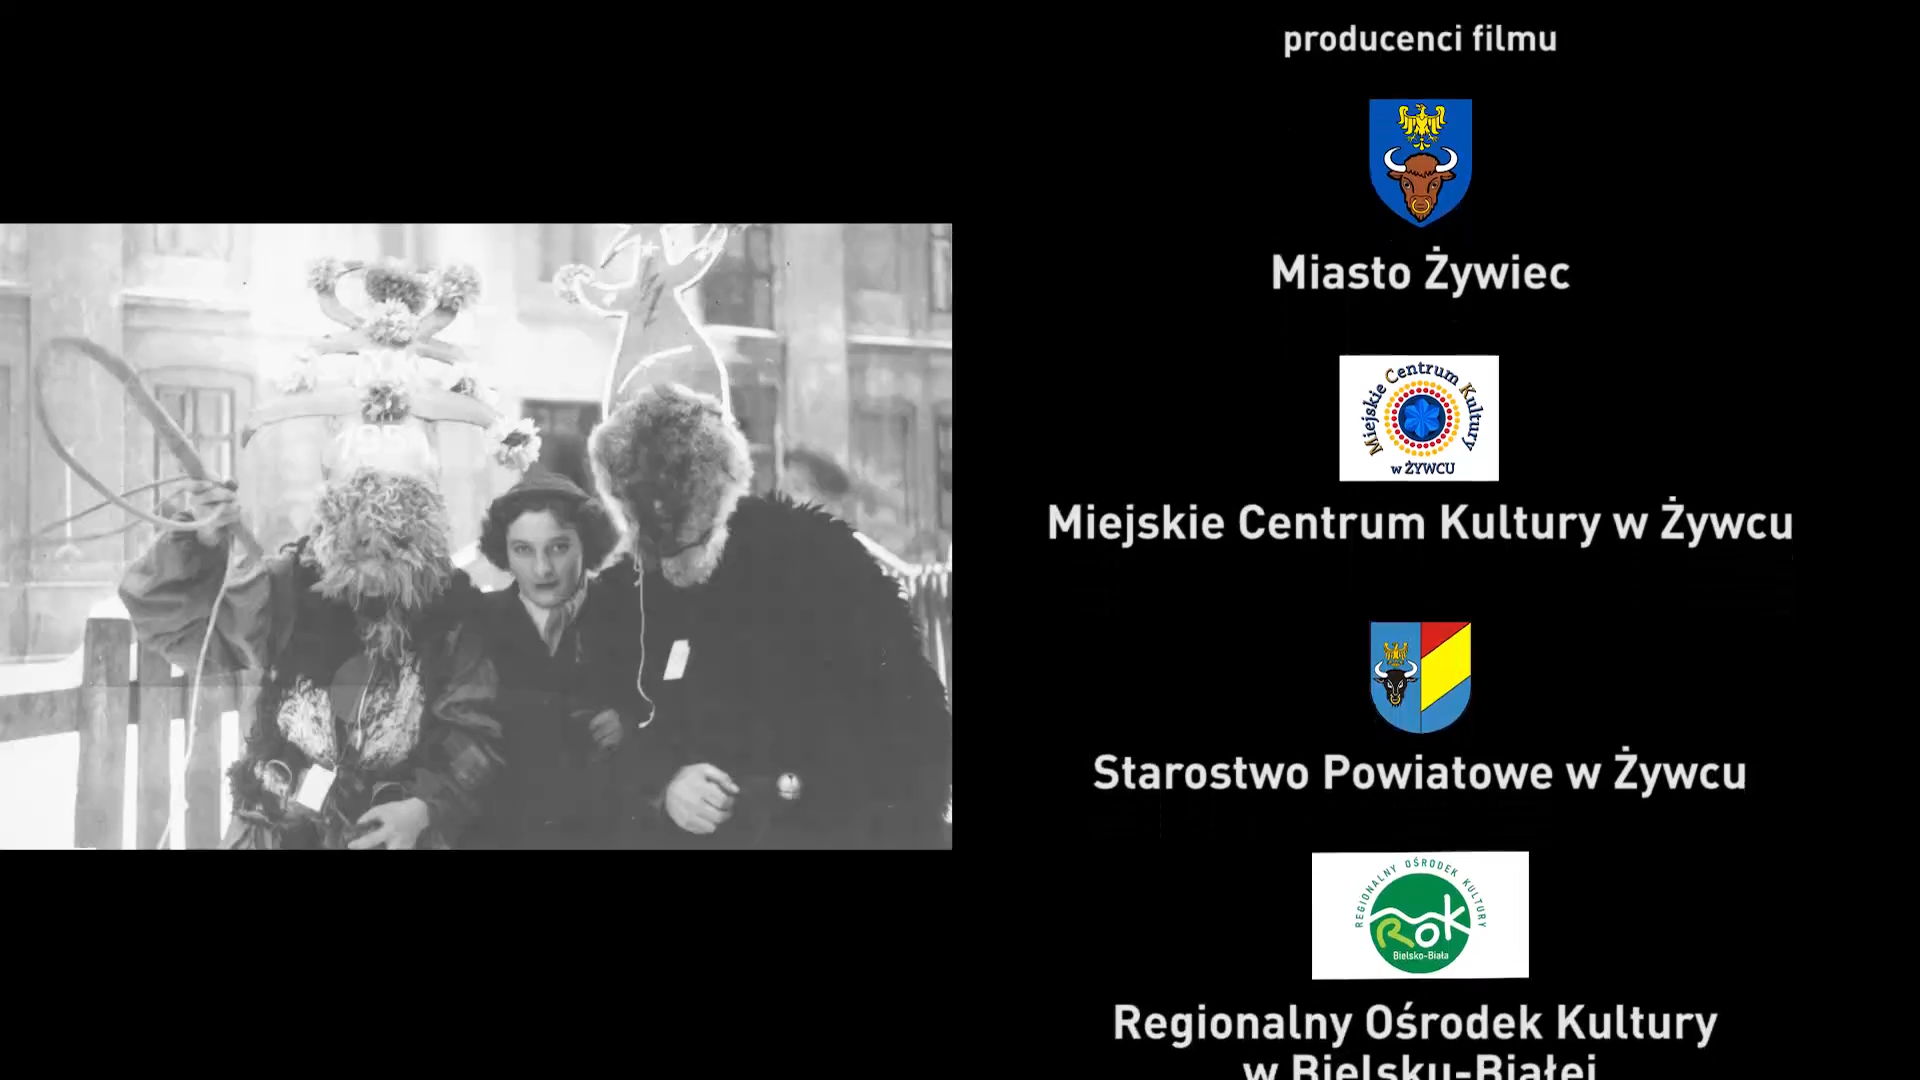 producenci filmu
Miasto Żywiec
Miejskie Centrum Kultury
w ŻYWCU
Miejskie Centrum Kultury w Żywcu
Starostwo Powiatowe w Żywcu
REGIONALNY OŚRODEK KULTURY
ROK
Bielsko-Biała
Regionalny Ośrodek Kultury
w Bielsku-Białej